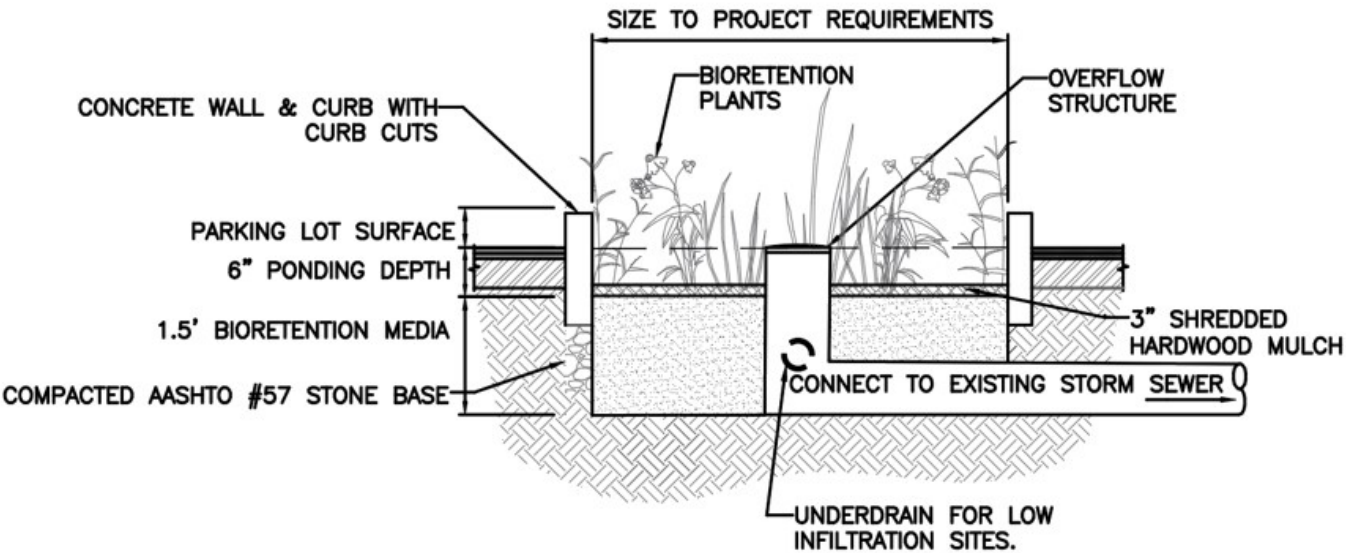 SIZE TO PROJECT REQUIREMENTS
BIORETENTION
PLANTS
OVERFLOW
STRUCTURE
CONCRETE WALL & CURB WITH
CURB CUTS
PARKING LOT SURFACE
6" PONDING DEPTH
1.5' BIORETENTION MEDIA
3" SHREDDED
HARDWOOD MULCH
COMPACTED AASHTO #57 STONE BASE
CONNECT TO EXISTING STORM SEWER
UNDERDRAIN FOR LOW
INFILTRATION SITES.